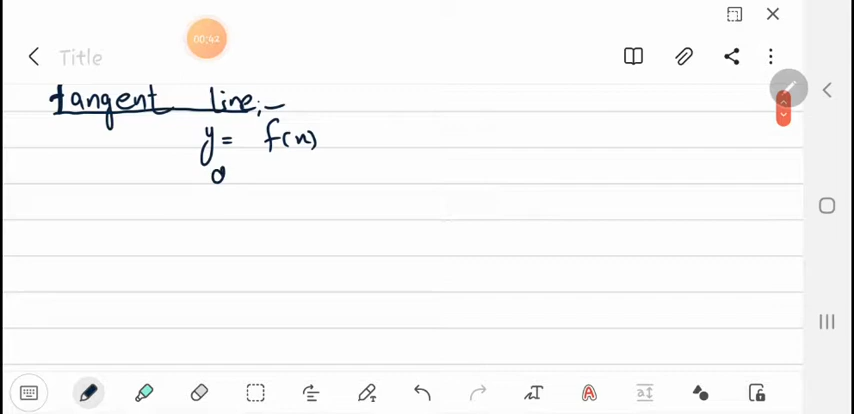 00:42
Title
tangent line:-
y = f(x)
d